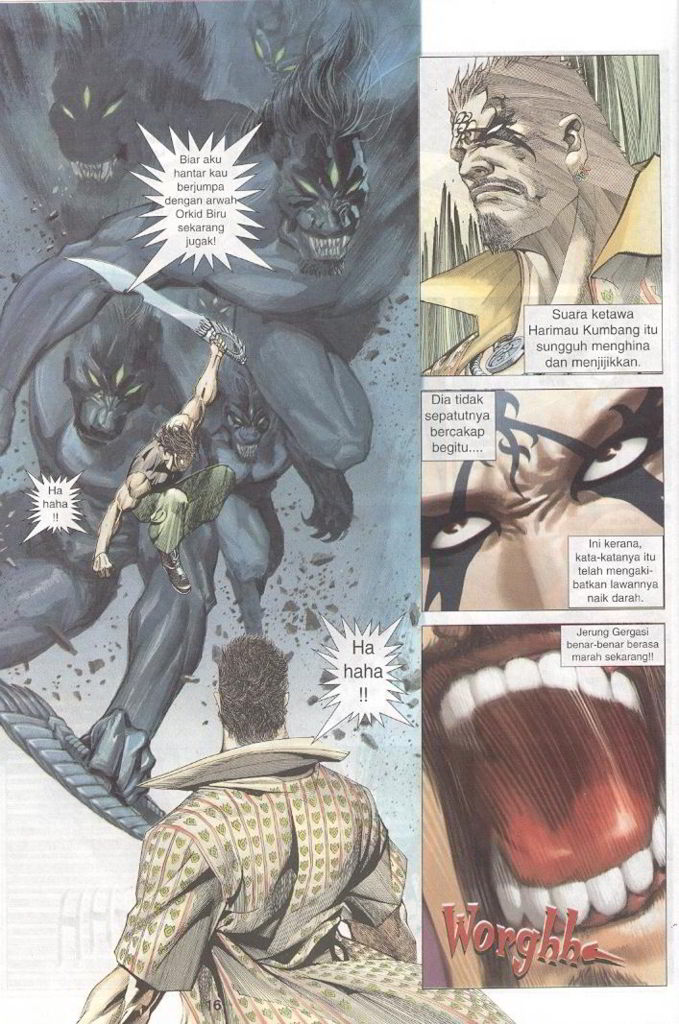 Biar aku
hantar kau
berjumpa
dengan arwah
Orkid Biru
sekarang
jugak!
Ha
haha
!!
Ha
haha
!!
Suara ketawa
Harimau Kumbang itu
sungguh menghina
dan menjijikkan.
Dia tidak
sepatutnya
bercakap
begitu....
Ini kerana,
kata-katanya itu
telah mengaki-
batkan lawannya
naik darah.
Jerung Gergasi
benar-benar berasa
marah sekarang!!
Worghh
16